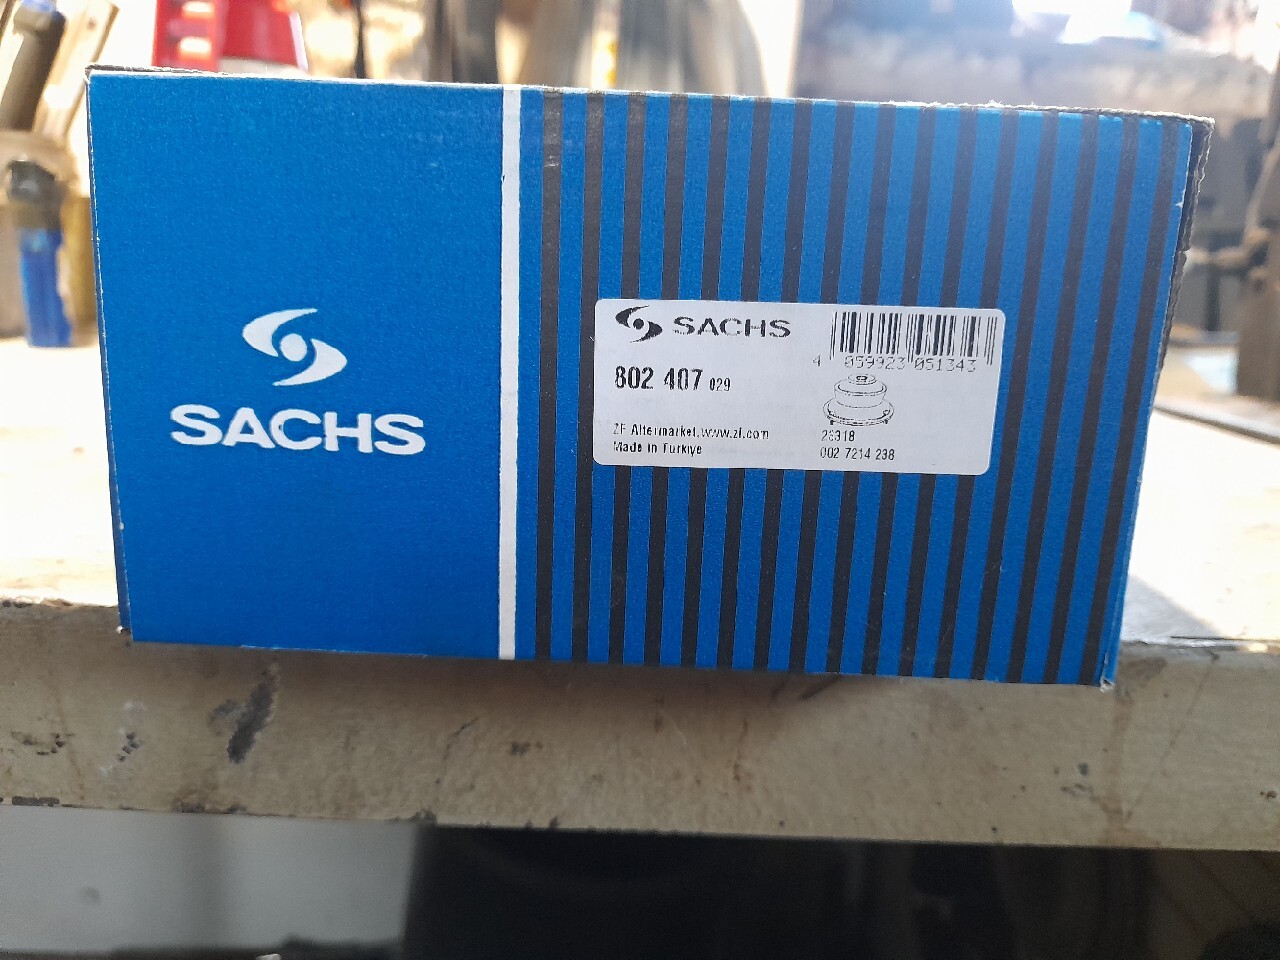 SACHS
SACHS
4 059923 051343
802 407 029
ZF Aftermarket, www.zf.com
Made in Türkiye
002 7214 238